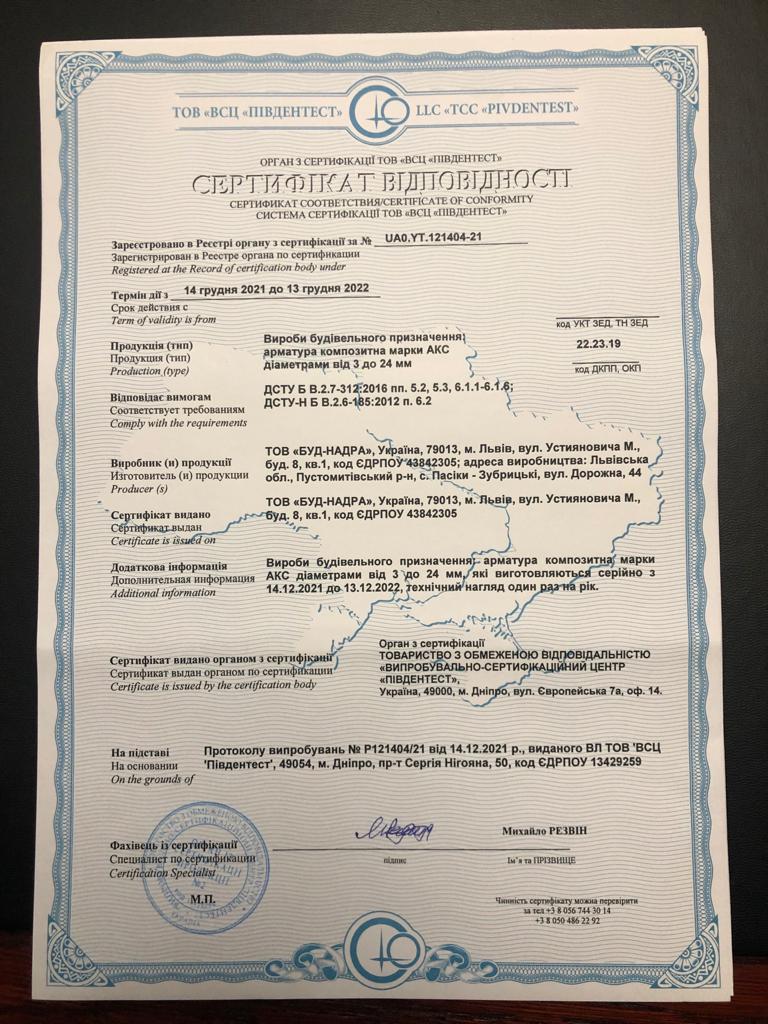 ТОВ «ВСЦ «ПІВДЕНТЕСТ» LLC «TCC «PIVDENTEST»
ОРГАН З СЕРТИФІКАЦІЇ ТОВ «ВСЦ «ПІВДЕНТЕСТ»
СЕРТИФІКАТ ВІДПОВІДНОСТІ
СЕРТИФИКАТ СООТВЕТСТВИЯ/CERTIFICATE OF CONFORMITY
СИСТЕМА СЕРТИФІКАЦІЇ ТОВ «ВСЦ «ПІВДЕНТЕСТ»
Зареєстровано в Реєстрі органу з сертифікації за № UA0.YT.121404-21
Зарегистрирован в Реестре органа по сертификации
Registered at the Record of certification body under
Термін дії з 14 грудня 2021 до 13 грудня 2022
Срок действия с
Term of validity is from
код УКТ ЗЕД, ТН ЗЕД
Продукція (тип)
Продукция (тип)
Production (type)
Вироби будівельного призначення:
арматура композитна марки АКС
діаметрами від 3 до 24 мм
22.23.19
код ДКПП, ОКП
Відповідає вимогам
Соответствует требованиям
Comply with the requirements
ДСТУ Б В.2.7-312:2016 пп. 5.2, 5.3, 6.1.1-6.1.6;
ДСТУ-Н Б В.2.6-185:2012 п. 6.2
Виробник (и) продукції
Изготовитель (и) продукции
Producer (s)
ТОВ «БУД-НАДРА», Україна, 79013, м. Львів, вул. Устияновича М.,
буд. 8, кв.1, код ЄДРПОУ 43842305; адреса виробництва: Львівська
обл., Пустомитівський р-н, с. Пасіки - Зубрицькі, вул. Дорожна, 44
Сертифікат видано
Сертификат выдан
Certificate is issued on
ТОВ «БУД-НАДРА», Україна, 79013, м. Львів, вул. Устияновича М.,
буд. 8, кв.1, код ЄДРПОУ 43842305
Додаткова інформація
Дополнительная информация
Additional information
Вироби будівельного призначення: арматура композитна марки
АКС діаметрами від 3 до 24 мм, які виготовляються серійно з
14.12.2021 до 13.12.2022, технічний нагляд один раз на рік.
Сертифікат видано органом з сертифікації
Сертификат выдан органом по сертификации
Certificate is issued by the certification body
Орган з сертифікації
ТОВАРИСТВО З ОБМЕЖЕНОЮ ВІДПОВІДАЛЬНІСТЮ
«ВИПРОБУВАЛЬНО-СЕРТИФІКАЦІЙНИЙ ЦЕНТР
«ПІВДЕНТЕСТ»,
Україна, 49000, м. Дніпро, вул. Європейська 7а, оф. 14.
На підставі
На основании
On the grounds of
Протоколу випробувань № Р121404/21 від 14.12.2021 р., виданого ВЛ ТОВ 'ВСЦ
'Південтест', 49054, м. Дніпро, пр-т Сергія Нігояна, 50, код ЄДРПОУ 13429259
Фахівець із сертифікації
Специалист по сертификации
Certification Specialist
М.П.
Михайло РЕЗВІН
підпис
Ім'я та ПРІЗВИЩЕ
Чинність сертифікату можна перевірити
за тел +3 8 056 744 30 14
+3 8 050 486 22 92